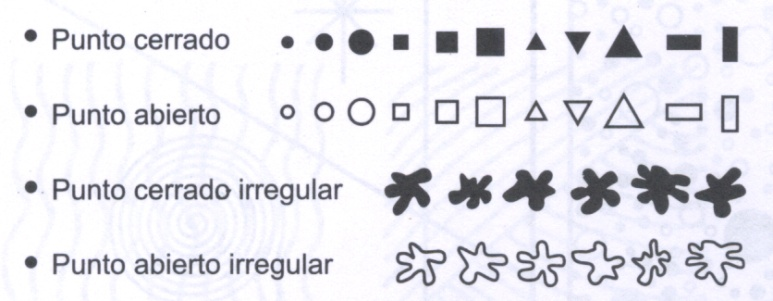 • Punto cerrado
• Punto abierto
• Punto cerrado irregular
• Punto abierto irregular